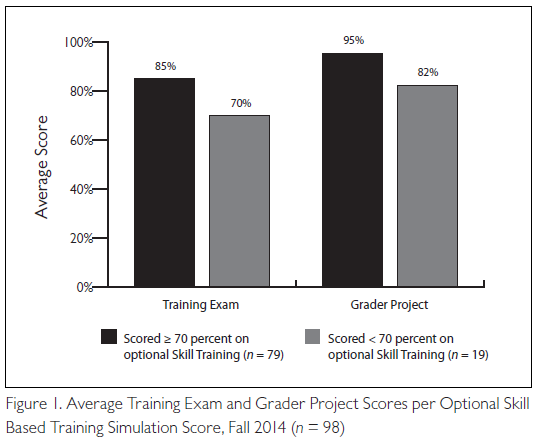 100%
80%
60%
40%
20%
0%
Average Score
85%
70%
95%
82%
Training Exam
Grader Project
Scored ≥ 70 percent on
optional Skill Training (n = 79)
Scored < 70 percent on
optional Skill Training (n = 19)
Figure 1. Average Training Exam and Grader Project Scores per Optional Skill
Based Training Simulation Score, Fall 2014 (n = 98)